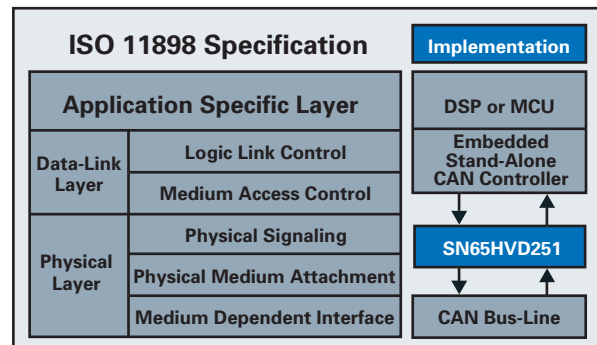 ISO 11898 Specification
Implementation
Application Specific Layer
Data-Link
Layer
Logic Link Control
Medium Access Control
Physical
Layer
Physical Signaling
Physical Medium Attachment
Medium Dependent Interface
DSP or MCU
Embedded
Stand-Alone
CAN Controller
SN65HVD251
CAN Bus-Line